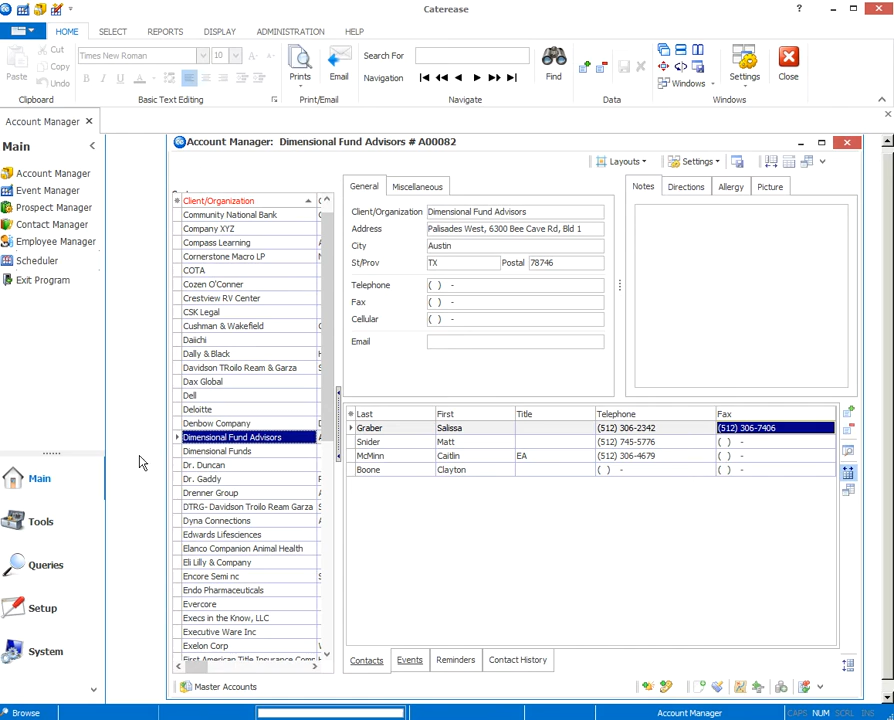 Caterease
HOME SELECT REPORTS DISPLAY ADMINISTRATION HELP
Paste
Cut
Copy
Undo
Clipboard
Times New Roman 10
B I U A
Basic Text Editing
Prints
Email
Print/Email
Search For
Navigation
Find
Navigate
Data
Windows
Settings
Close
Windows
Account Manager
Main
Account Manager
Event Manager
Prospect Manager
Contact Manager
Employee Manager
Scheduler
Exit Program
Main
Tools
Queries
Setup
System
Account Manager: Dimensional Fund Advisors # A00082
Layouts Settings
Client/Organization
Community National Bank
Company XYZ
Compass Learning
Cornerstone Macro LP
COTA
Cozen O'Conner
Crestview RV Center
CSK Legal
Cushman & Wakefield
Daiichi
Dally & Black
Davidson TRoilo Ream & Garza
Dax Global
Dell
Deloitte
Denbow Company
Dimensional Fund Advisors
Dimensional Funds
Dr. Duncan
Dr. Gaddy
Drenner Group
DTRG- Davidson Troilo Ream Garza
Dyna Connections
Edwards Lifesciences
Elanco Companion Animal Health
Eli Lilly & Company
Encore Semi nc
Endo Pharmaceuticals
Evercore
Execs in the Know, LLC
Executive Ware Inc
Exelon Corp
First American Title Insurance Comp
Master Accounts
General Miscellaneous
Client/Organization Dimensional Fund Advisors
Address Palisades West, 6300 Bee Cave Rd, Bld 1
City Austin
St/Prov TX Postal 78746
Telephone ( ) -
Fax ( ) -
Cellular ( ) -
Email
Notes Directions Allergy Picture
Last First Title Telephone Fax
Graber Salissa (512) 306-2342 (512) 306-7406
Snider Matt (512) 745-5776 ( ) -
McMinn Caitlin EA (512) 306-4679 ( ) -
Boone Clayton ( ) - ( ) -
Contacts Events Reminders Contact History
Browse Account Manager CAPS NUM SCRL INS